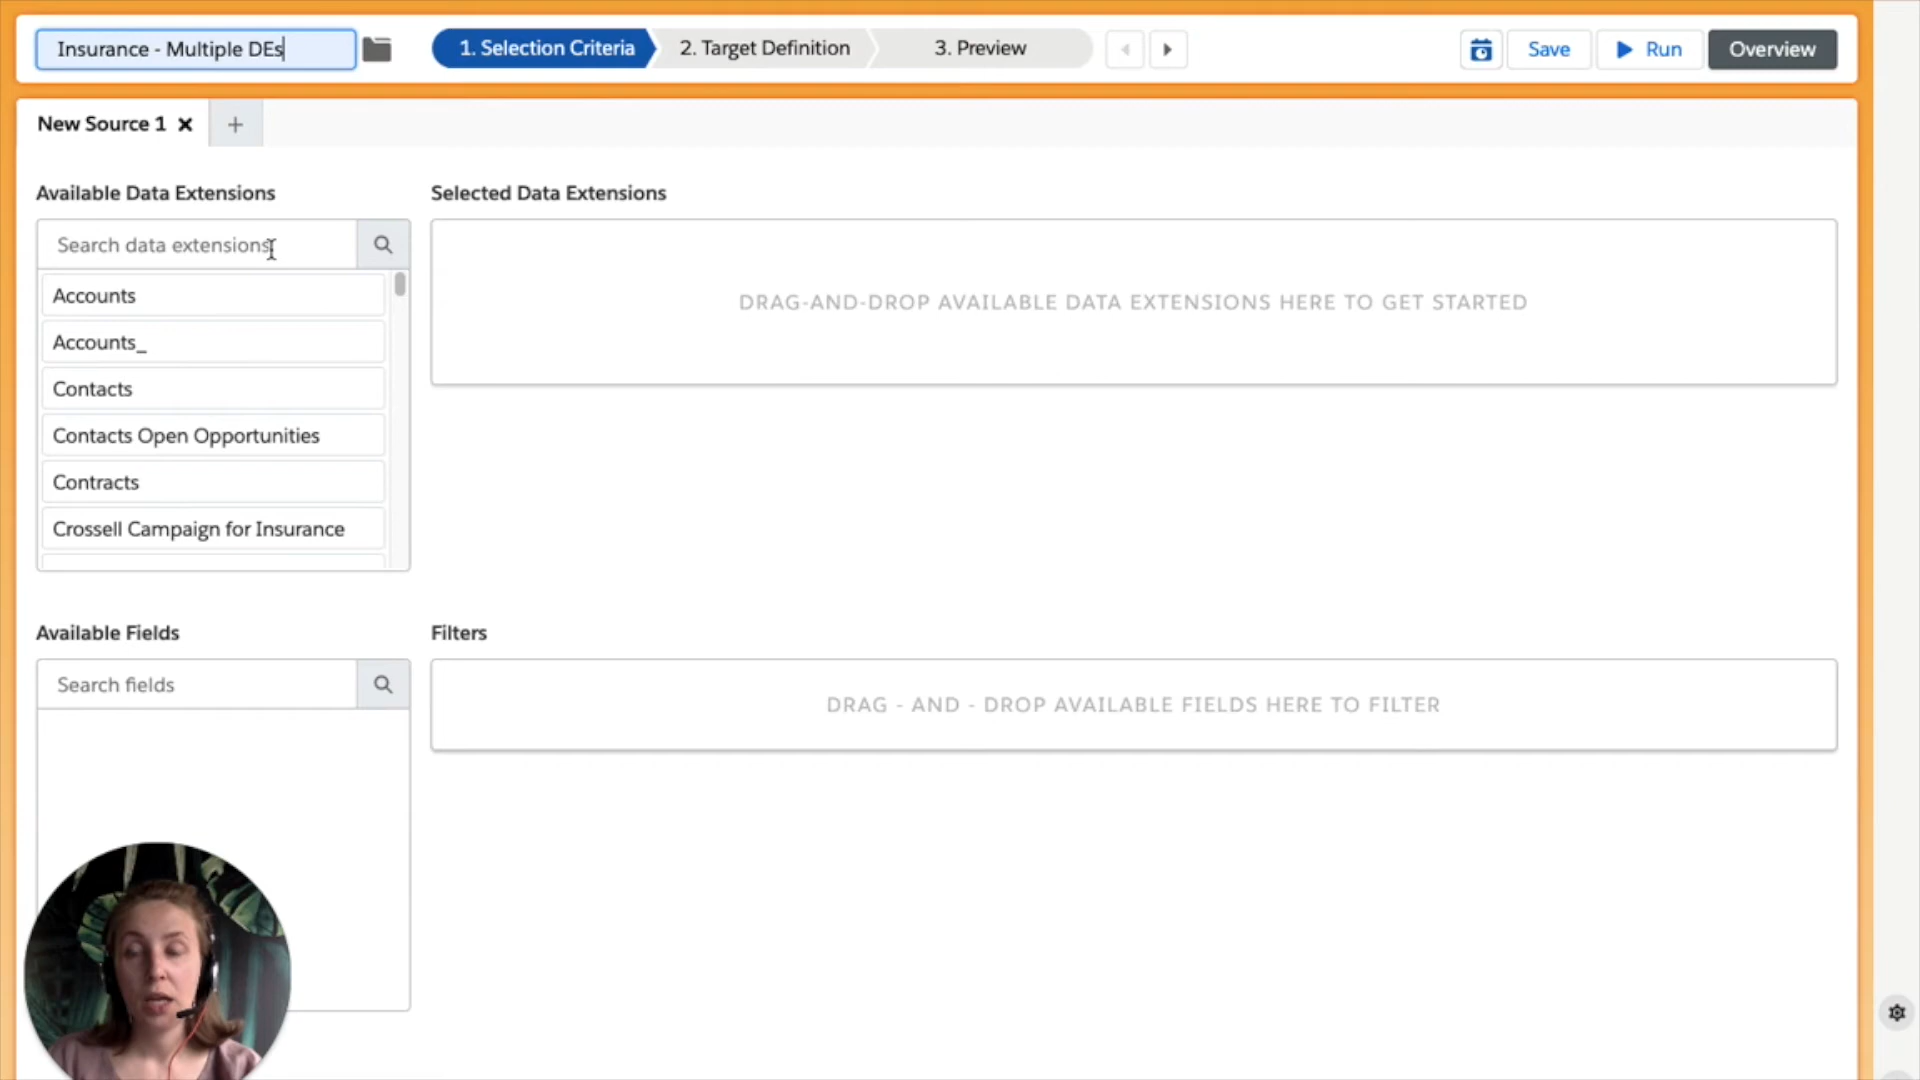 Insurance - Multiple DEs
1. Selection Criteria
2. Target Definition
3. Preview
Save
Run
Overview
New Source 1
Available Data Extensions
Selected Data Extensions
Search data extensions
DRAG-AND-DROP AVAILABLE DATA EXTENSIONS HERE TO GET STARTED
Accounts
Accounts_
Contacts
Contacts Open Opportunities
Contracts
Crossell Campaign for Insurance
Available Fields
Filters
Search fields
DRAG - AND - DROP AVAILABLE FIELDS HERE TO FILTER